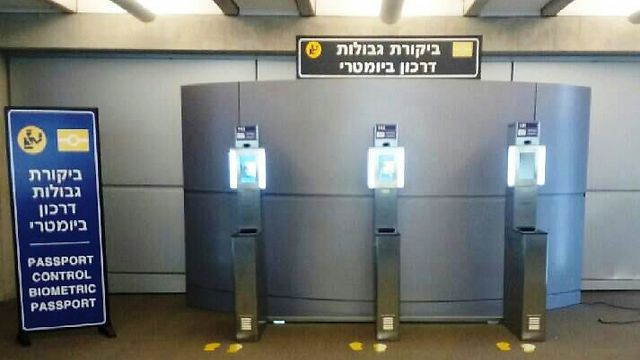 ביקורת גבולות
דרכון ביומטרי
ביקורת
גבולות
דרכון
ביומטרי
PASSPORT
CONTROL
BIOMETRIC
PASSPORT